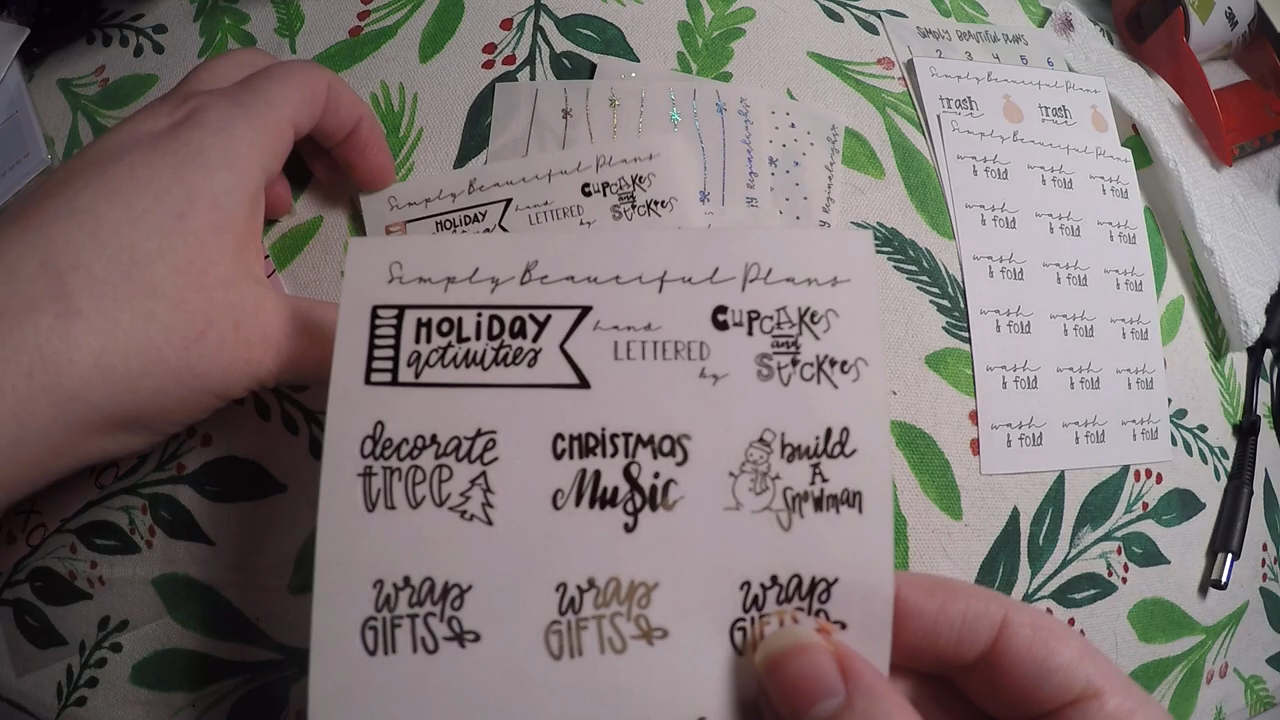 SIMPLY BEAUTIFUL PLANS
1 2 3 4 5 6
Simply Beautiful Plans
trash out trash out
Simply Beautiful Plans
wash & fold wash & fold wash & fold
wash & fold wash & fold wash & fold
wash & fold wash & fold wash & fold
wash & fold wash & fold wash & fold
wash & fold wash & fold wash & fold
wash & fold wash & fold wash & fold
Simply Beautiful Plans
HOLIDAY
hand
LETTERED
by
CUPCAKES
and
STICKIES
Simply Beautiful Plans
HOLIDAY
activities
hand
LETTERED
by
CUPCAKES
and
STICKIES
decorate
tree
CHRISTMAS
Music
build
A
Snowman
wrap
GIFTS
wrap
GIFTS
wrap
GIFTS